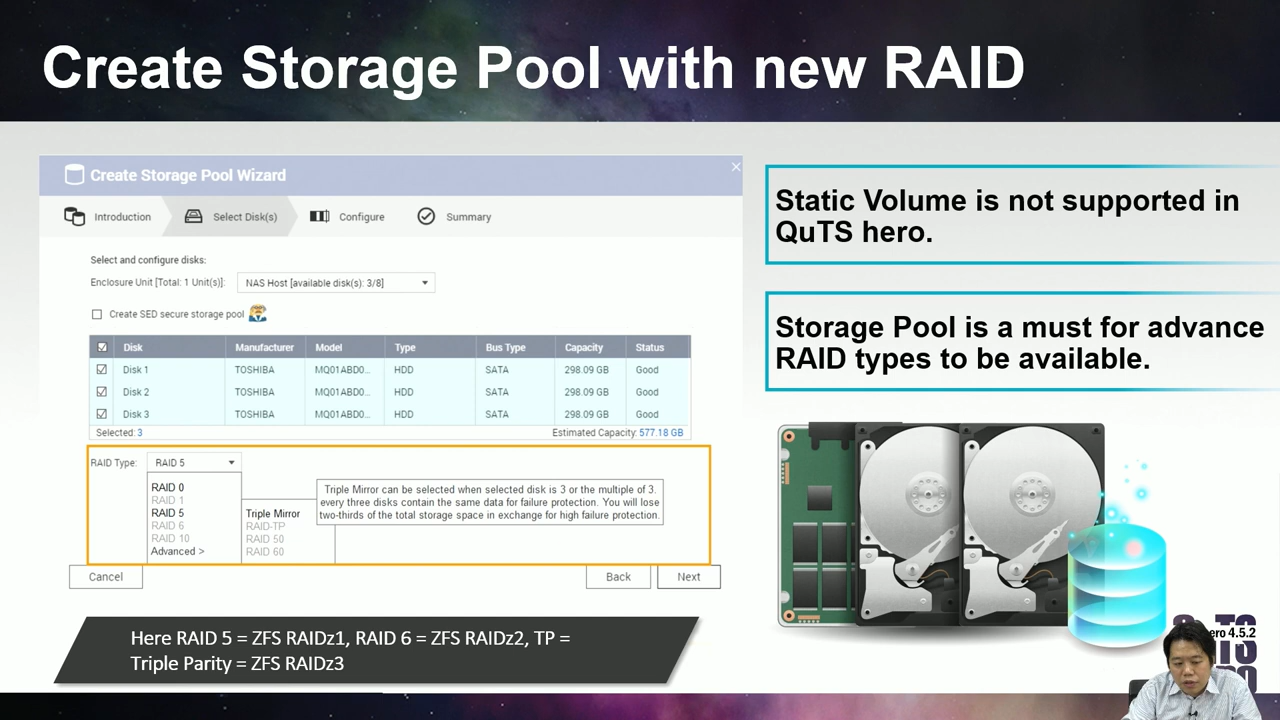 Create Storage Pool with new RAID
Create Storage Pool Wizard
Introduction
Select Disk(s)
Configure
Summary
Select and configure disks:
Enclosure Unit [Total: 1 Unit(s)]: NAS Host [available disk(s): 3/8]
Create SED secure storage pool
Disk Manufacturer Model Type Bus Type Capacity Status
Disk 1 TOSHIBA MQ01ABD0... HDD SATA 298.09 GB Good
Disk 2 TOSHIBA MQ01ABD0... HDD SATA 298.09 GB Good
Disk 3 TOSHIBA MQ01ABD0... HDD SATA 298.09 GB Good
Selected: 3 Estimated Capacity: 577.18 GB
RAID Type: RAID 5
RAID 0
RAID 1
RAID 5
RAID 6
RAID 10
Advanced >
Triple Mirror
RAID-TP
RAID 50
RAID 60
Triple Mirror can be selected when selected disk is 3 or the multiple of 3.
every three disks contain the same data for failure protection. You will lose
two-thirds of the total storage space in exchange for high failure protection.
Cancel
Back
Next
Here RAID 5 = ZFS RAIDz1, RAID 6 = ZFS RAIDz2, TP =
Triple Parity = ZFS RAIDz3
Static Volume is not supported in
QuTS hero.
Storage Pool is a must for advance
RAID types to be available.
4.5.2